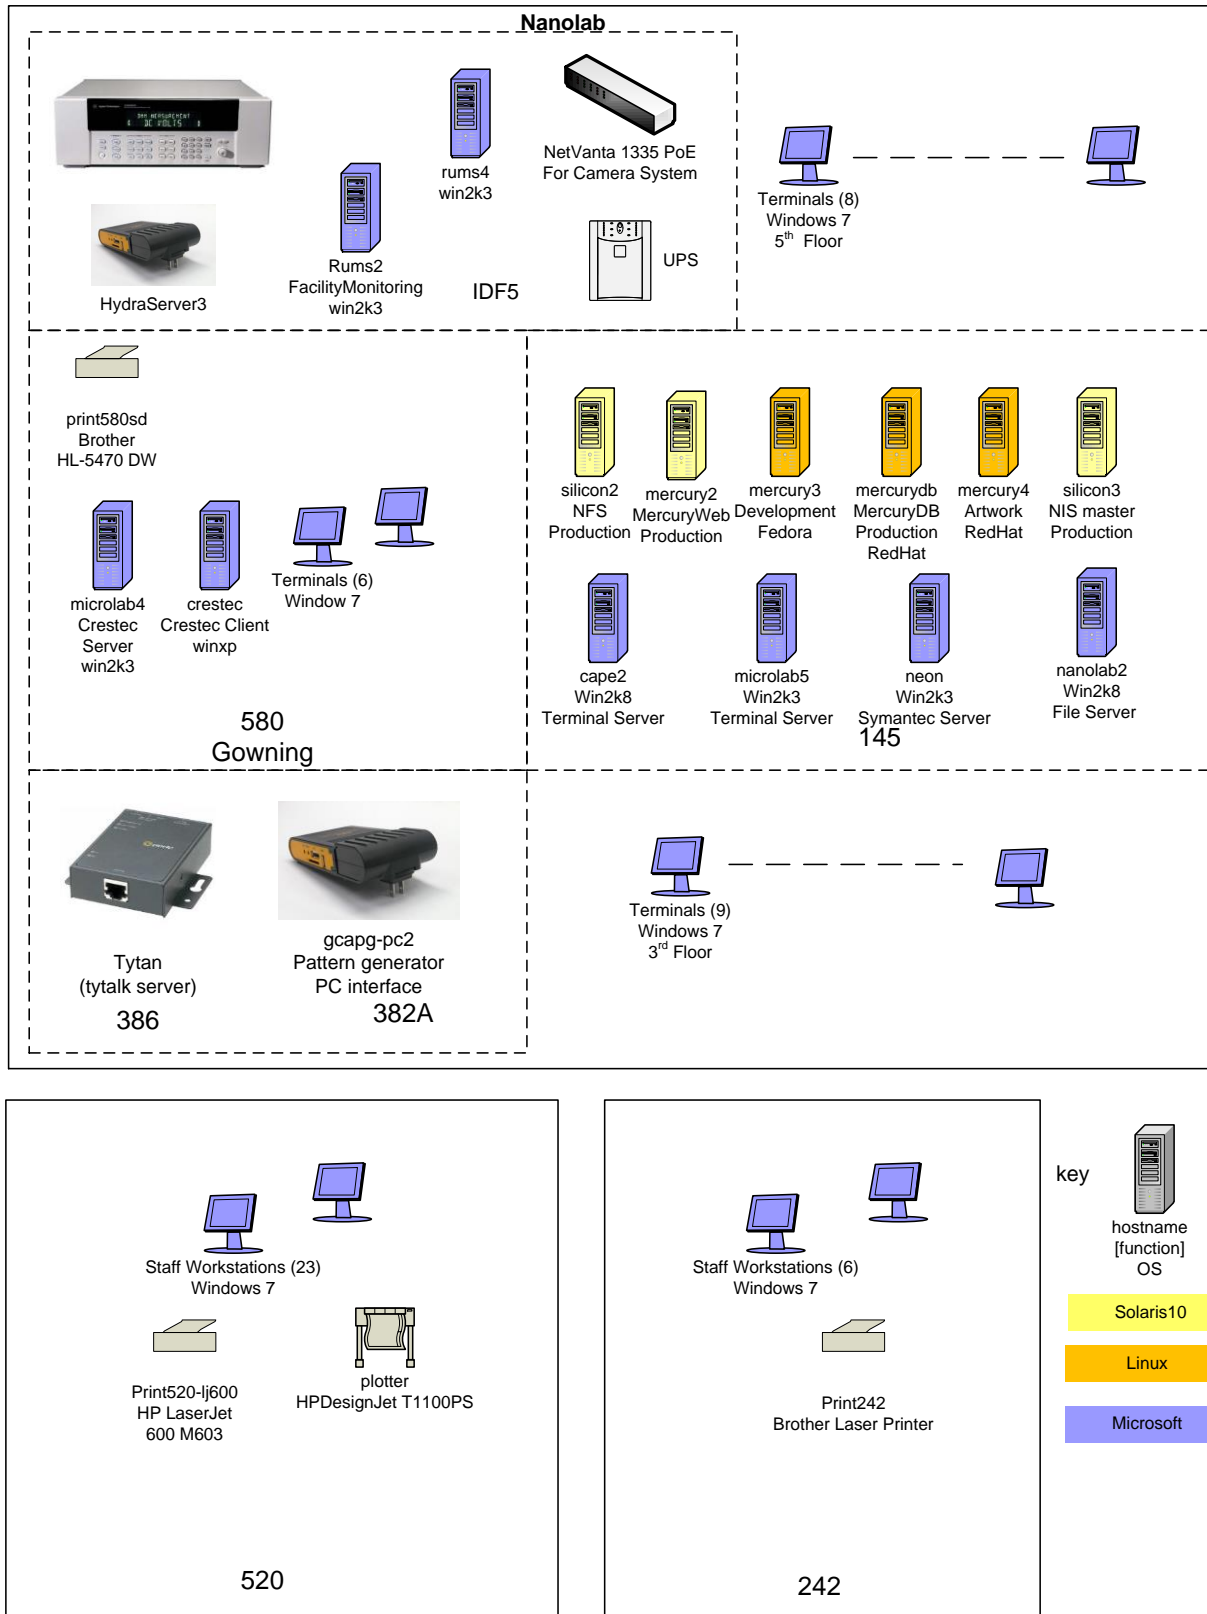 Nanolab
DMM MEASUREMENT
DC VOLTS
rums4
win2k3
NetVanta 1335 PoE
For Camera System
Terminals (8)
Windows 7
5th Floor
HydraServer3
Rums2
FacilityMonitoring
win2k3
IDF5
UPS
print580sd
Brother
HL-5470 DW
microlab4
Crestec
Server
win2k3
crestec
Crestec Client
winxp
Terminals (6)
Window 7
580
Gowning
silicon2
NFS
Production
mercury2
MercuryWeb
Production
mercury3
Development
Fedora
mercurydb
MercuryDB
Production
RedHat
mercury4
Artwork
RedHat
silicon3
NIS master
Production
cape2
Win2k8
Terminal Server
microlab5
Win2k3
Terminal Server
neon
Win2k3
Symantec Server
nanolab2
Win2k8
File Server
145
Tytan
(tytalk server)
386
gcapg-pc2
Pattern generator
PC interface
382A
Terminals (9)
Windows 7
3rd Floor
Staff Workstations (23)
Windows 7
Print520-lj600
HP LaserJet
600 M603
plotter
HPDesignJet T1100PS
520
Staff Workstations (6)
Windows 7
Print242
Brother Laser Printer
242
key
hostname
[function]
OS
Solaris10
Linux
Microsoft